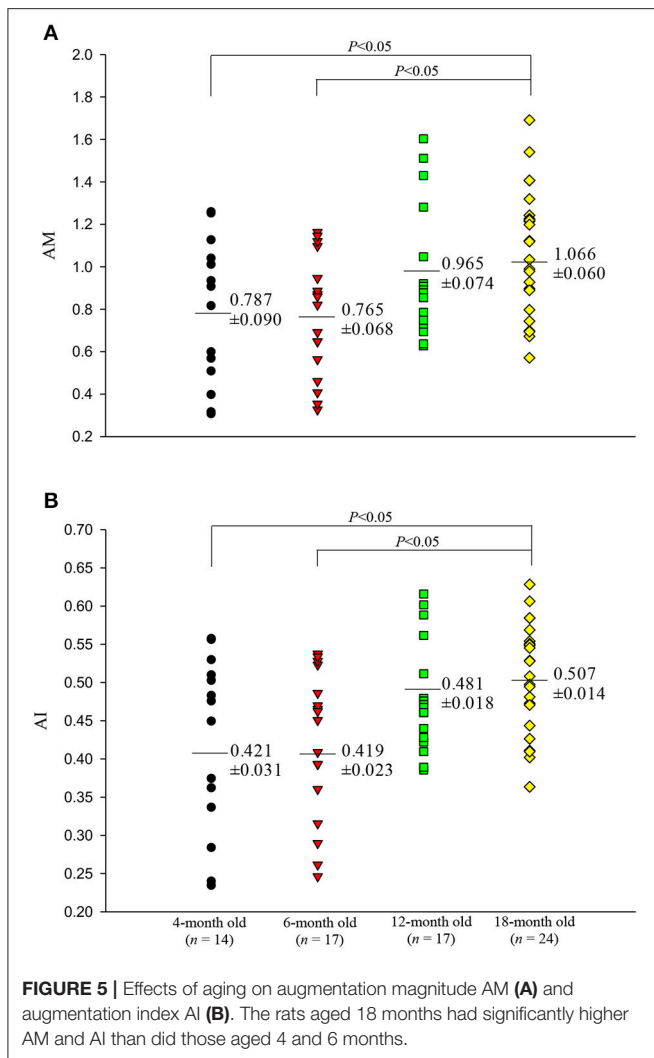 A
P<0.05
P<0.05
2.0
1.8
1.6
1.4
1.2
1.0
0.8
0.6
0.4
0.2
AM
0.787
±0.090
0.765
±0.068
0.965
±0.074
1.066
±0.060
B
P<0.05
P<0.05
0.70
0.65
0.60
0.55
0.50
0.45
0.40
0.35
0.30
0.25
0.20
AI
0.421
±0.031
0.419
±0.023
0.481
±0.018
0.507
±0.014
4-month old 6-month old 12-month old 18-month old
(n = 14) (n = 17) (n = 17) (n = 24)
FIGURE 5 | Effects of aging on augmentation magnitude AM (A) and
augmentation index AI (B). The rats aged 18 months had significantly higher
AM and AI than did those aged 4 and 6 months.